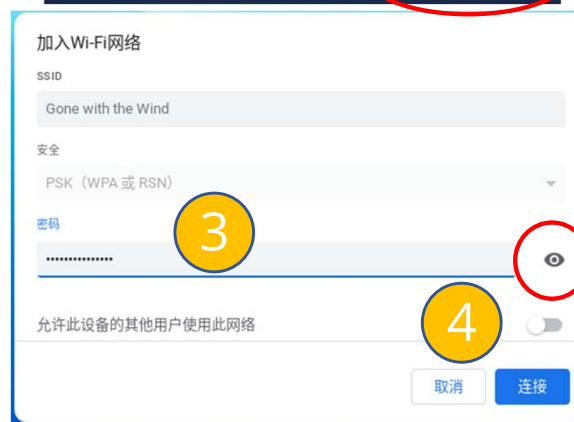 加入Wi-Fi网络
SSID
Gone with the Wind
安全
PSK（WPA 或 RSN）
密码
3
•••••••••••••••
允许此设备的其他用户使用此网络
4
取消
连接